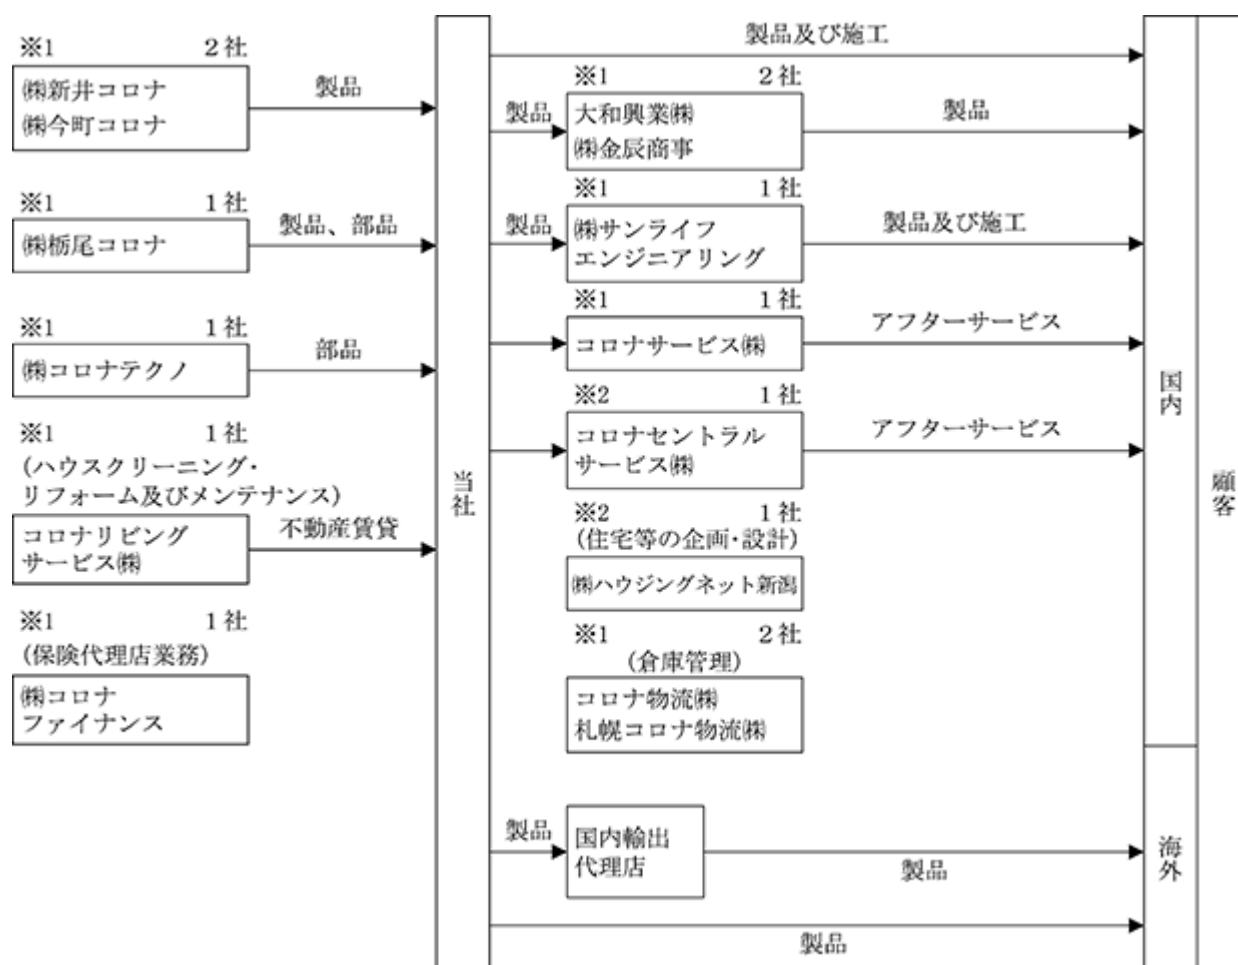 ※1 2社
㈱新井コロナ
㈱今町コロナ
製品
※1 1社
㈱栃尾コロナ
製品、部品
※1 1社
㈱コロナテクノ
部品
※1 1社
(ハウスクリーニング・
リフォーム及びメンテナンス)
コロナリビング
サービス㈱
不動産賃貸
※1 1社
(保険代理店業務)
㈱コロナ
ファイナンス
当社
製品及び施工
※1 2社
製品
大和興業㈱
㈱金辰商事
製品
※1 1社
製品
㈱サンライフ
エンジニアリング
製品及び施工
※1 1社
コロナサービス㈱
アフターサービス
※2 1社
コロナセントラル
サービス㈱
アフターサービス
※2 1社
(住宅等の企画・設計)
㈱ハウジングネット新潟
※1 2社
(倉庫管理)
コロナ物流㈱
札幌コロナ物流㈱
製品
国内輸出
代理店
製品
製品
国内
海外
顧客